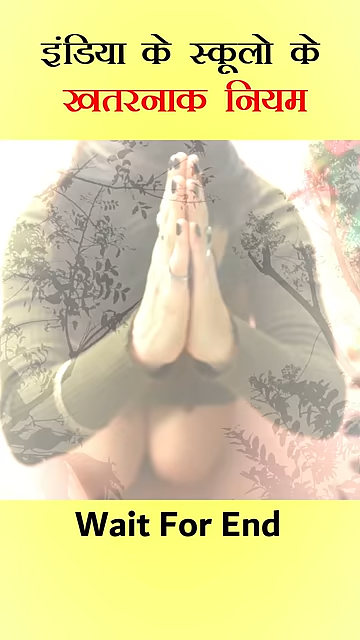 इंडिया के स्कूलो के
खतरनाक नियम
Wait For End